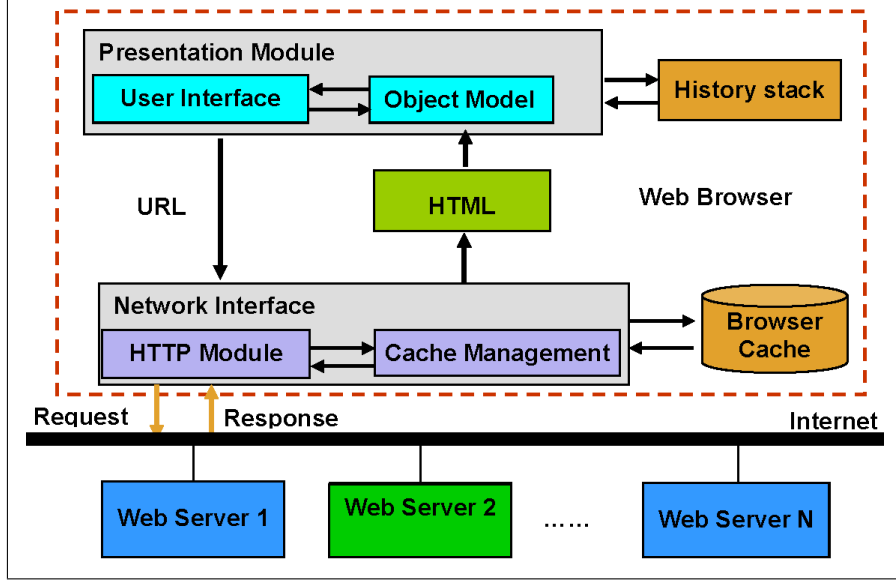 Presentation Module
User Interface
Object Model
History stack
URL
HTML
Web Browser
Network Interface
HTTP Module
Cache Management
Browser
Cache
Request
Response
Internet
Web Server 1
Web Server 2
......
Web Server N